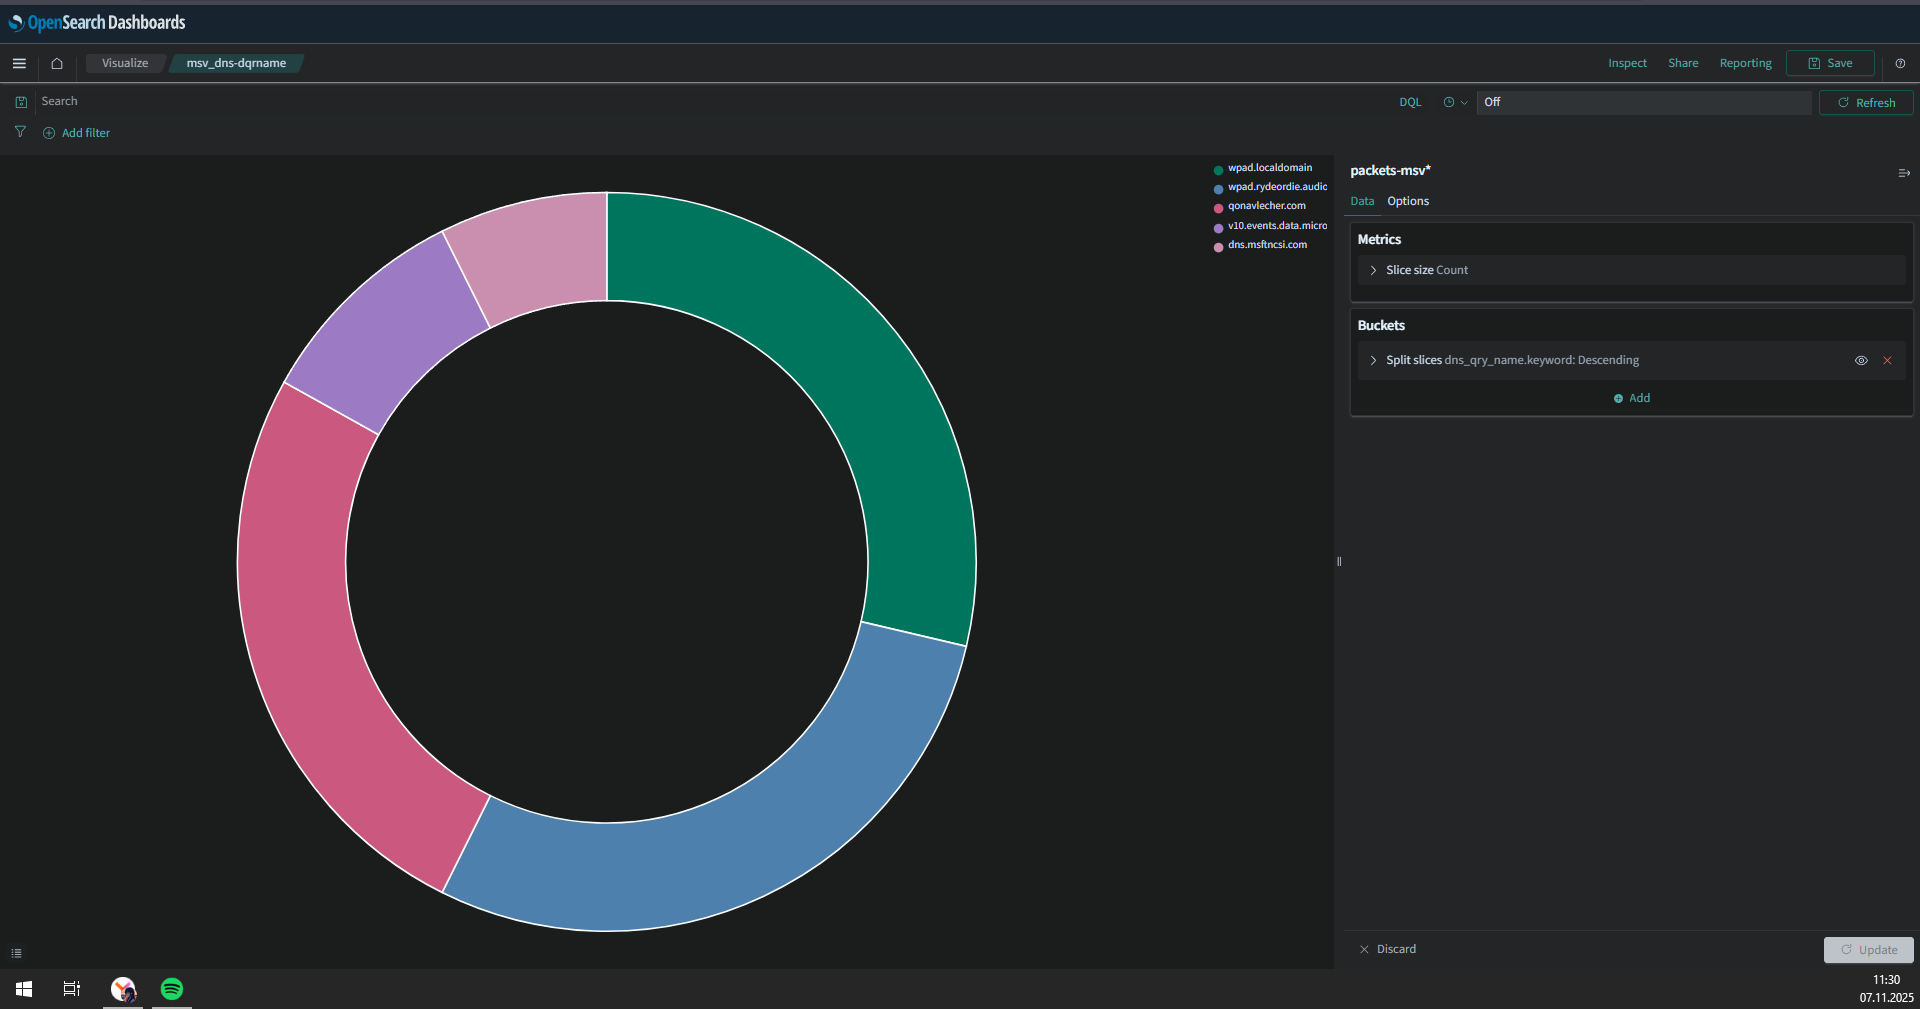 OpenSearch Dashboards
Visualize
msv_dns-dqrname
Inspect
Share
Reporting
Save
Search
DQL
Off
Refresh
Add filter
wpad.localdomain
wpad.rydeordie.audio
qonavlecher.com
v10.events.data.micro
dns.msftncsi.com
packets-msv*
Data
Options
Metrics
Slice size Count
Buckets
Split slices dns_qry_name.keyword: Descending
Add
Discard
Update
11:30
07.11.2025